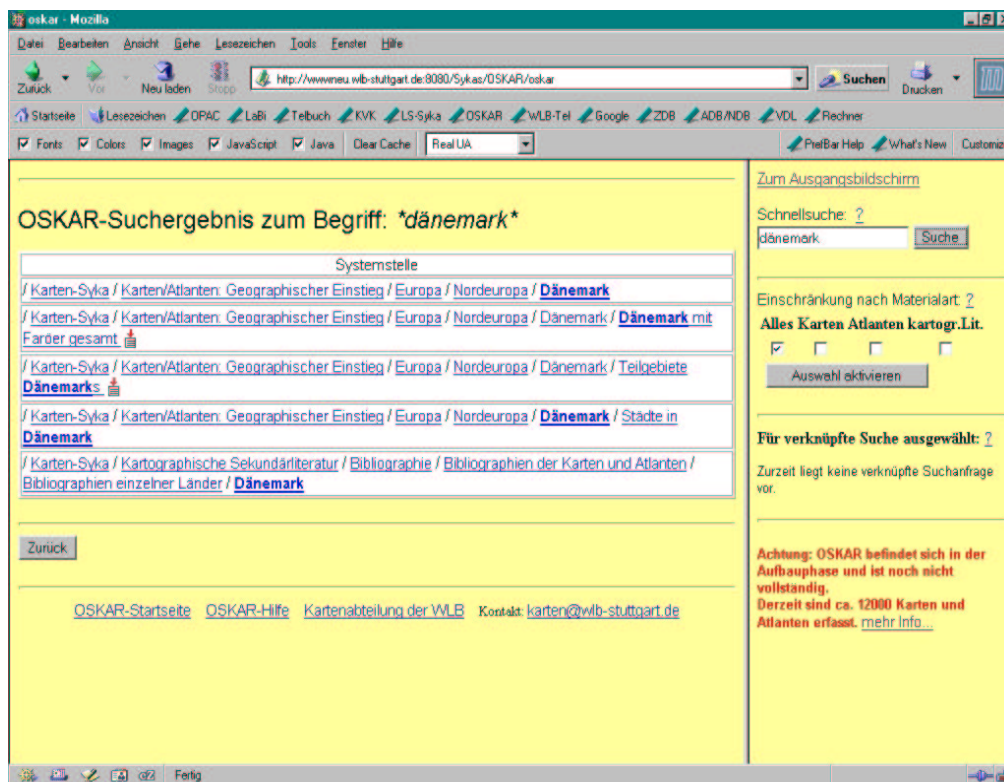 oskar - Mozilla
Datei Bearbeiten Ansicht Gehe Lesezeichen Tools Fenster Hilfe
Zurück Vor Neu laden Stopp http://wwwneu.wlb-stuttgart.de:8080/Sykas/OSKAR/oskar Suchen Drucken
Startseite Lesezeichen OPAC LaBi Telbuch KVK LS-Syka OSKAR WLB-Tel Google ZDB ADB/NDB VDL Rechner
Fonts Colors Images JavaScript Java Clear Cache Real UA PrefBar Help What's New Customiz
OSKAR-Suchergebnis zum Begriff: *dänemark*
Systemstelle
/ Karten-Syka / Karten/Atlanten: Geographischer Einstieg / Europa / Nordeuropa / Dänemark
/ Karten-Syka / Karten/Atlanten: Geographischer Einstieg / Europa / Nordeuropa / Dänemark / Dänemark mit
Faröer gesamt
/ Karten-Syka / Karten/Atlanten: Geographischer Einstieg / Europa / Nordeuropa / Dänemark / Teilgebiete
Dänemarks
/ Karten-Syka / Karten/Atlanten: Geographischer Einstieg / Europa / Nordeuropa / Dänemark / Städte in
Dänemark
/ Karten-Syka / Kartographische Sekundärliteratur / Bibliographie / Bibliographien der Karten und Atlanten /
Bibliographien einzelner Länder / Dänemark
Zurück
OSKAR-Startseite OSKAR-Hilfe Kartenabteilung der WLB Kontakt: karten@wlb-stuttgart.de
Zum Ausgangsbildschirm
Schnellsuche: ?
dänemark Suche
Einschränkung nach Materialart: ?
Alles Karten Atlanten kartogr.Lit.
Auswahl aktivieren
Für verknüpfte Suche ausgewählt: ?
Zurzeit liegt keine verknüpfte Suchanfrage
vor.
Achtung: OSKAR befindet sich in der
Aufbauphase und ist noch nicht
vollständig.
Derzeit sind ca. 12000 Karten und
Atlanten erfasst. mehr Info...
Fertig